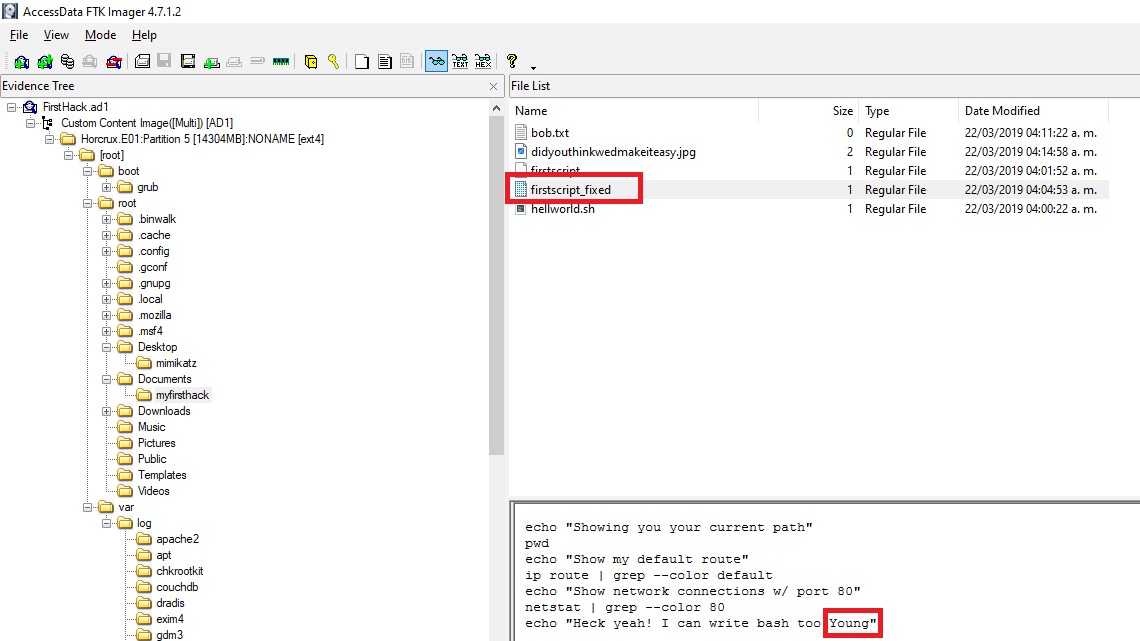 AccessData FTK Imager 4.7.1.2
File View Mode Help
TEXT HEX
Evidence Tree
FirstHack.ad1
Custom Content Image([Multi]) [AD1]
Horcrux.E01:Partition 5 [14304MB]:NONAME [ext4]
[root]
boot
grub
root
.binwalk
.cache
.config
.gconf
.gnupg
.local
.mozilla
.msf4
Desktop
mimikatz
Documents
myfirsthack
Downloads
Music
Pictures
Public
Templates
Videos
var
log
apache2
apt
chkrootkit
couchdb
dradis
exim4
gdm3
File List
Name Size Type Date Modified
bob.txt 0 Regular File 22/03/2019 04:11:22 a. m.
didyouthinkwedmakeiteasy.jpg 2 Regular File 22/03/2019 04:14:58 a. m.
firstscript 1 Regular File 22/03/2019 04:01:52 a. m.
firstscript_fixed 1 Regular File 22/03/2019 04:04:53 a. m.
hellworld.sh 1 Regular File 22/03/2019 04:00:22 a. m.
echo "Showing you your current path"
pwd
echo "Show my default route"
ip route | grep --color default
echo "Show network connections w/ port 80"
netstat | grep --color 80
echo "Heck yeah! I can write bash too Young"